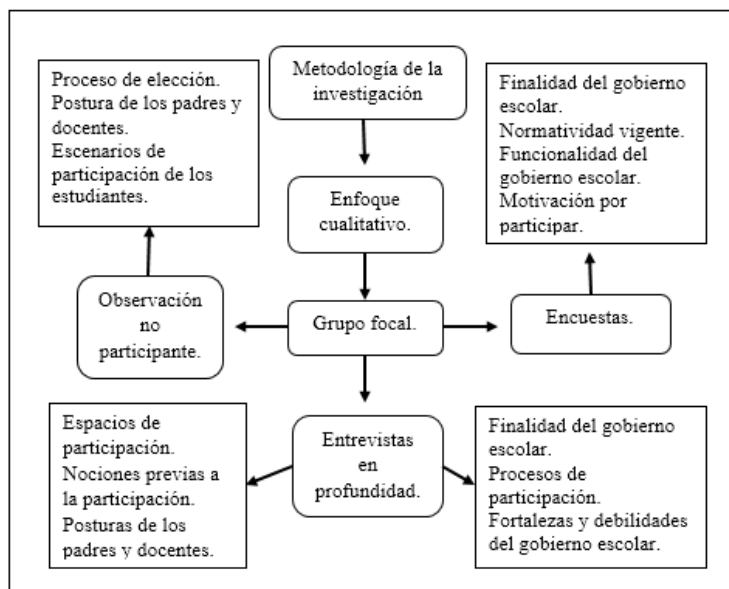 Metodología de la
investigación
Proceso de elección.
Postura de los padres y
docentes.
Escenarios de
participación de los
estudiantes.
Finalidad del gobierno
escolar.
Normatividad vigente.
Funcionalidad del
gobierno escolar.
Motivación por
participar.
Enfoque
cualitativo.
Observación
no
participante.
Grupo focal.
Encuestas.
Espacios de
participación.
Nociones previas a
la participación.
Posturas de los
padres y docentes.
Entrevistas
en
profundidad.
Finalidad del gobierno
escolar.
Procesos de
participación.
Fortalezas y debilidades
del gobierno escolar.